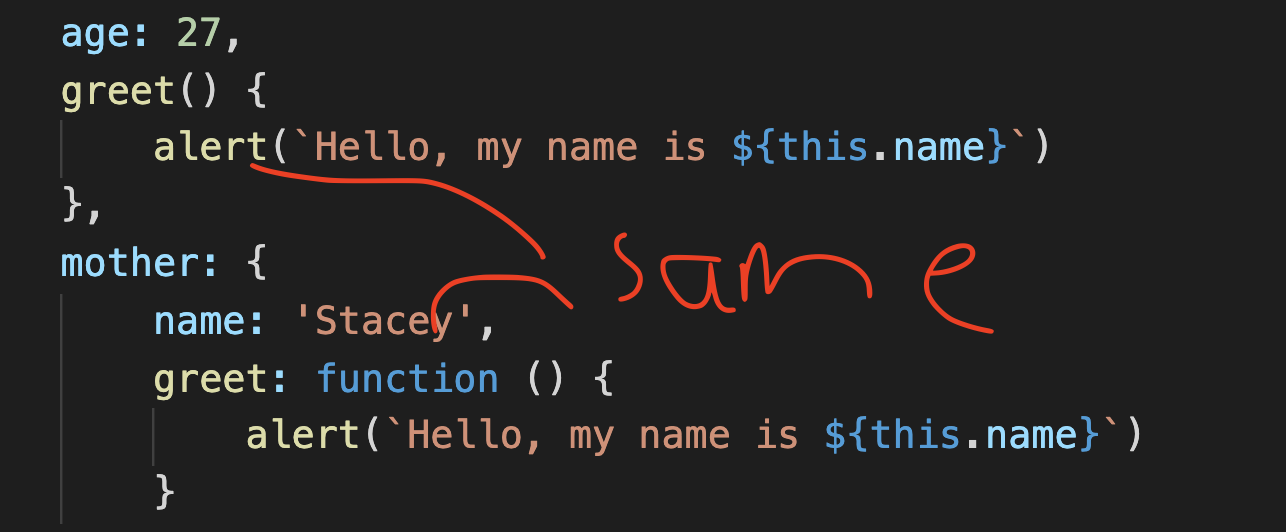 age: 27,
greet() {
alert(`Hello, my name is ${this.name}`)
},
mother: {
same
name: 'Stacey',
greet: function () {
alert(`Hello, my name is ${this.name}`)
}